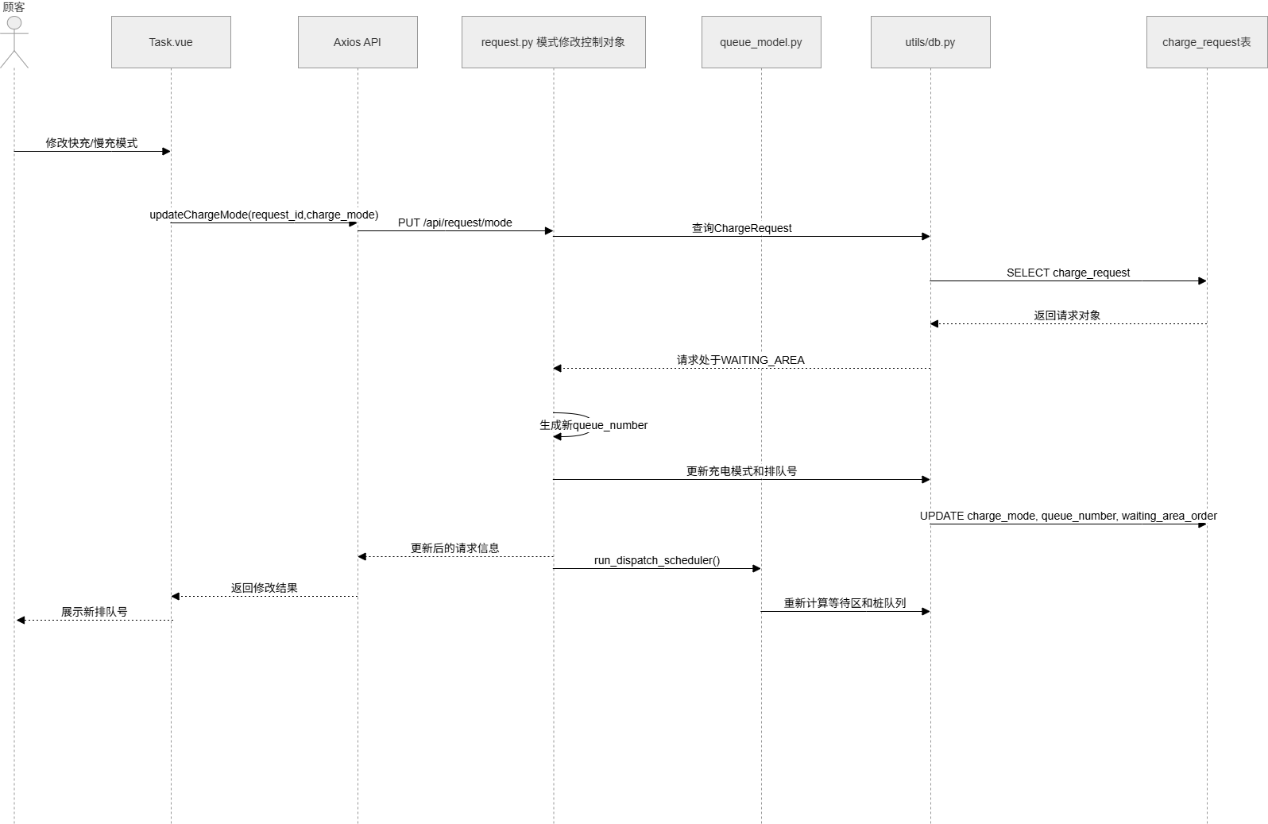 顾客
Task.vue
Axios API
request.py 模式修改控制对象
queue_model.py
utils/db.py
charge_request表
修改快充/慢充模式
updateChargeMode(request_id,charge_mode)
PUT /api/request/mode
查询ChargeRequest
SELECT charge_request
返回请求对象
请求处于WAITING_AREA
生成新queue_number
更新充电模式和排队号
UPDATE charge_mode, queue_number, waiting_area_order
更新后的请求信息
run_dispatch_scheduler()
返回修改结果
重新计算等待区和桩队列
展示新排队号